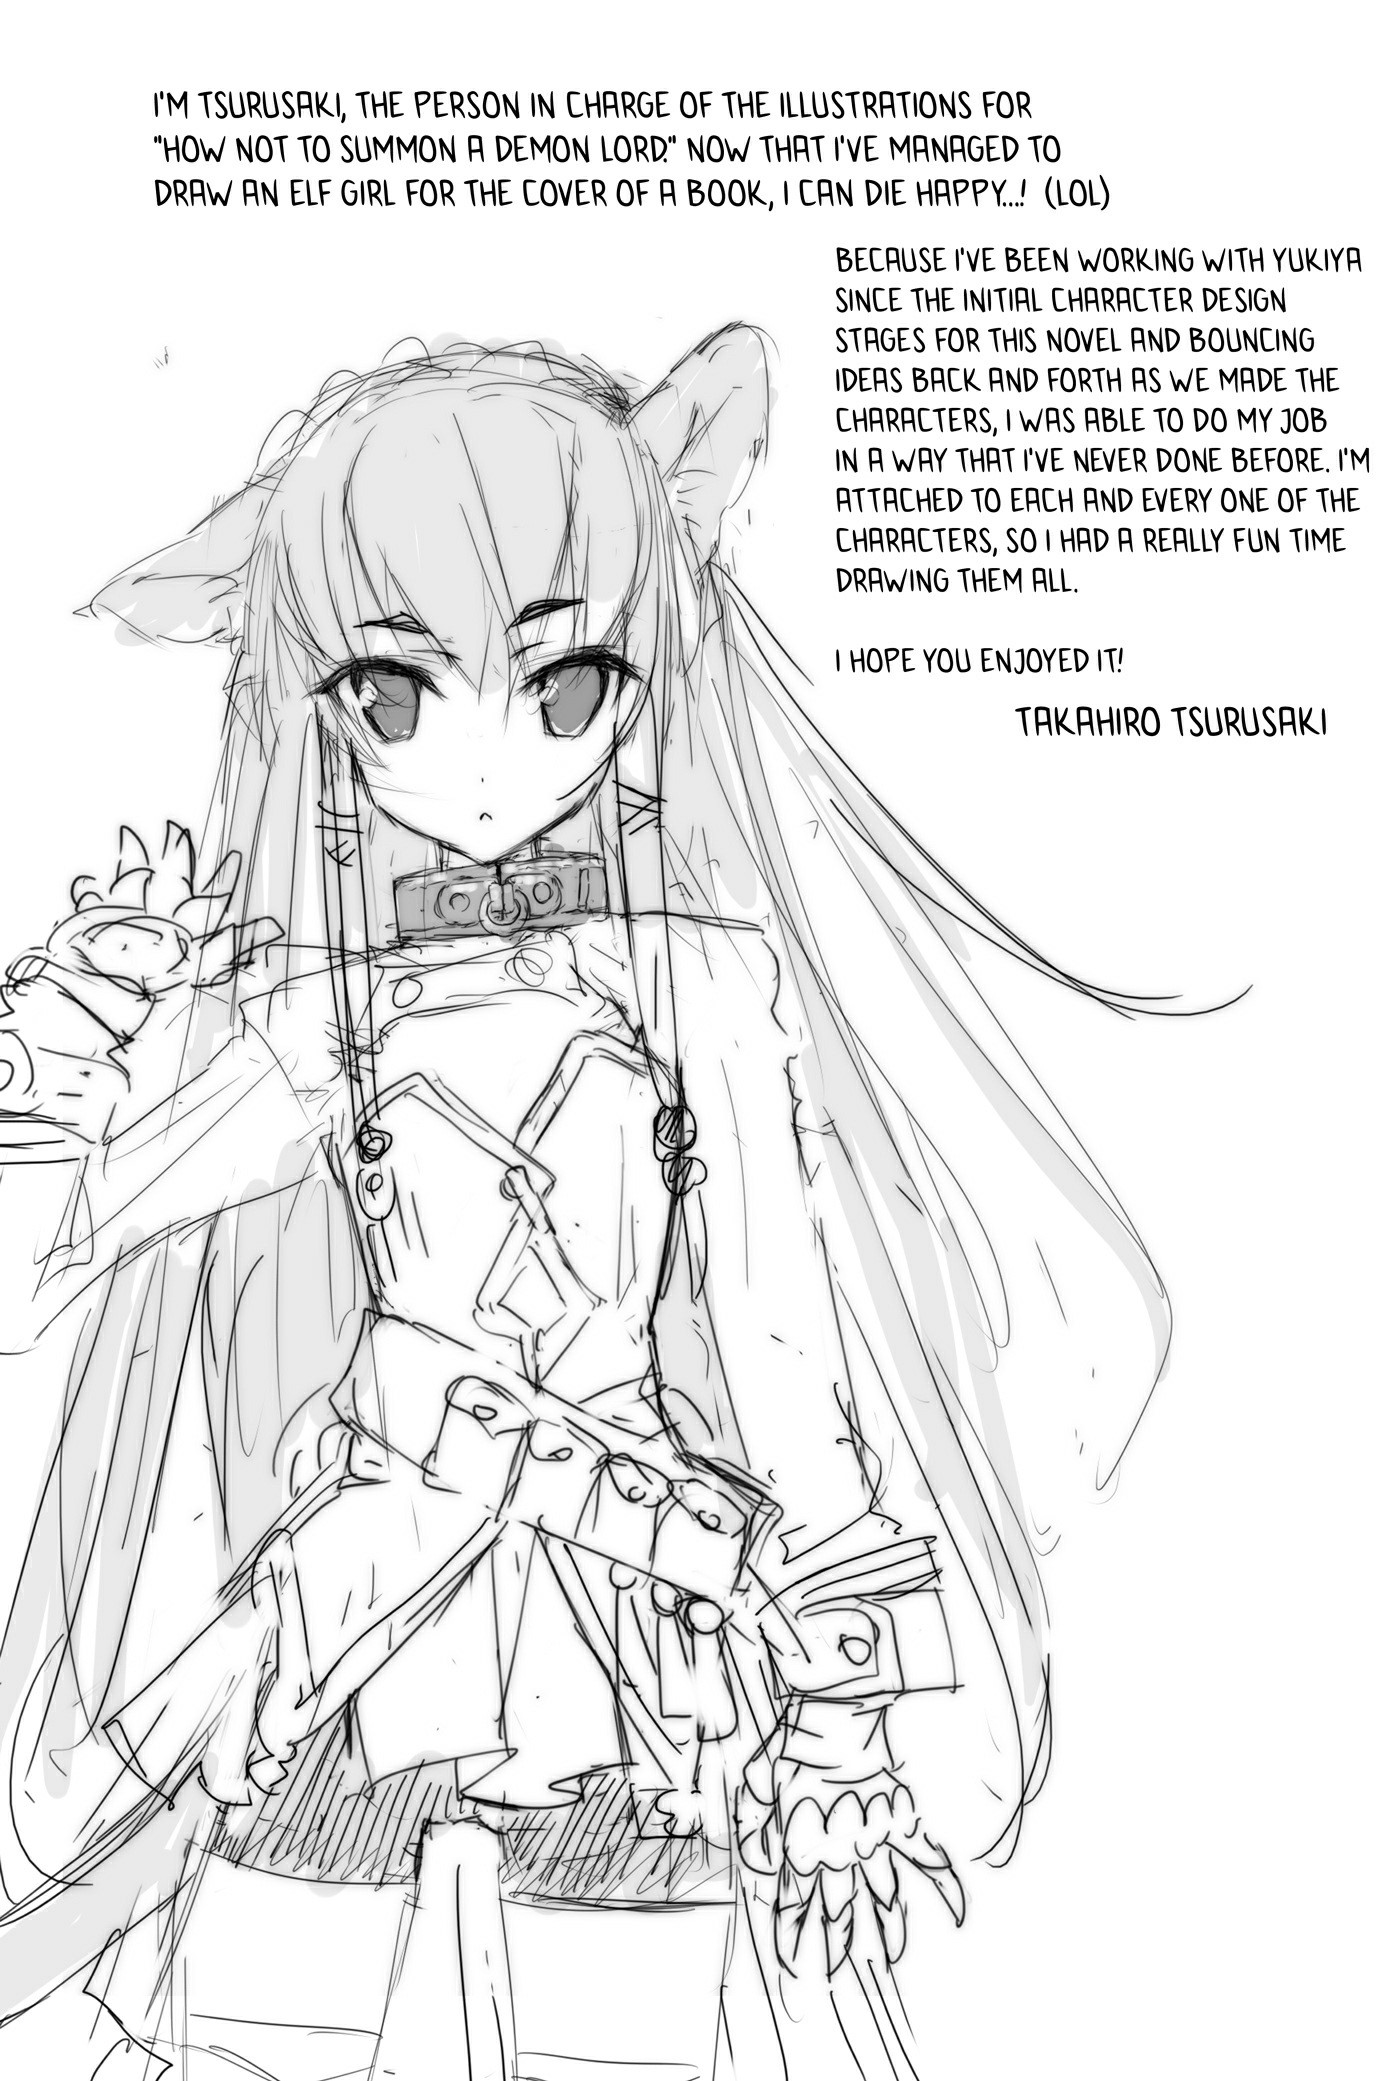 I'M TSURUSAKI, THE PERSON IN CHARGE OF THE ILLUSTRATIONS FOR
"HOW NOT TO SUMMON A DEMON LORD." NOW THAT I'VE MANAGED TO
DRAW AN ELF GIRL FOR THE COVER OF A BOOK, I CAN DIE HAPPY...! (LOL)
BECAUSE I'VE BEEN WORKING WITH YUKIYA
SINCE THE INITIAL CHARACTER DESIGN
STAGES FOR THIS NOVEL AND BOUNCING
IDEAS BACK AND FORTH AS WE MADE THE
CHARACTERS, I WAS ABLE TO DO MY JOB
IN A WAY THAT I'VE NEVER DONE BEFORE. I'M
ATTACHED TO EACH AND EVERY ONE OF THE
CHARACTERS, SO I HAD A REALLY FUN TIME
DRAWING THEM ALL.
I HOPE YOU ENJOYED IT!
TAKAHIRO TSURUSAKI